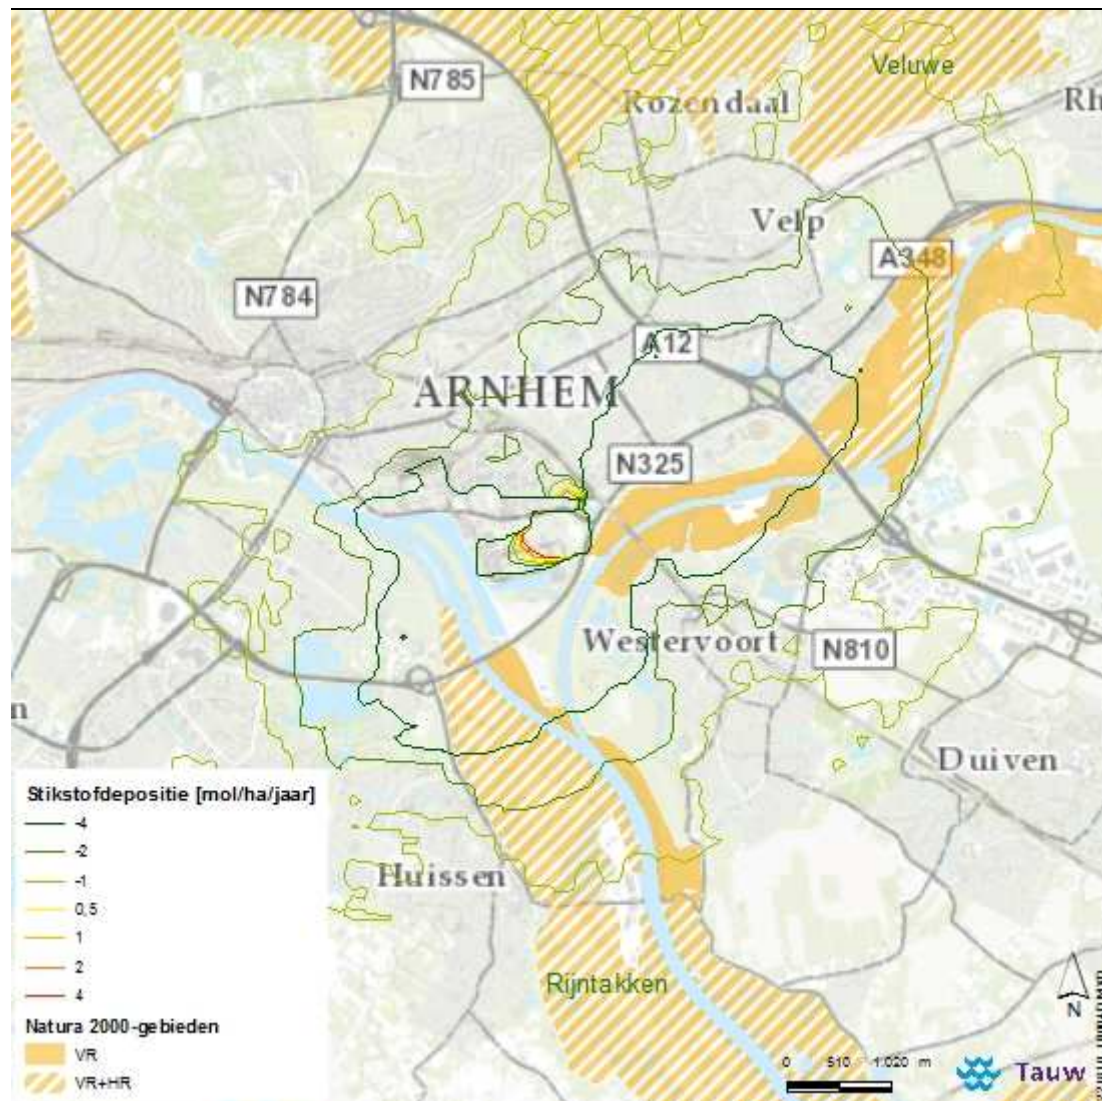 Veluwe
N785
Rozendaal
Rh
Velp
A348
N784
A12
ARNHEM
N325
Westervoort
N810
n
Duiven
Stikstofdepositie [mol/ha/jaar]
-4
-2
-1
0,5
1
2
4
Huissen
Rijntakken
Natura 2000-gebieden
VR
VR+HR
N
0 510 1.020 m
Tauw